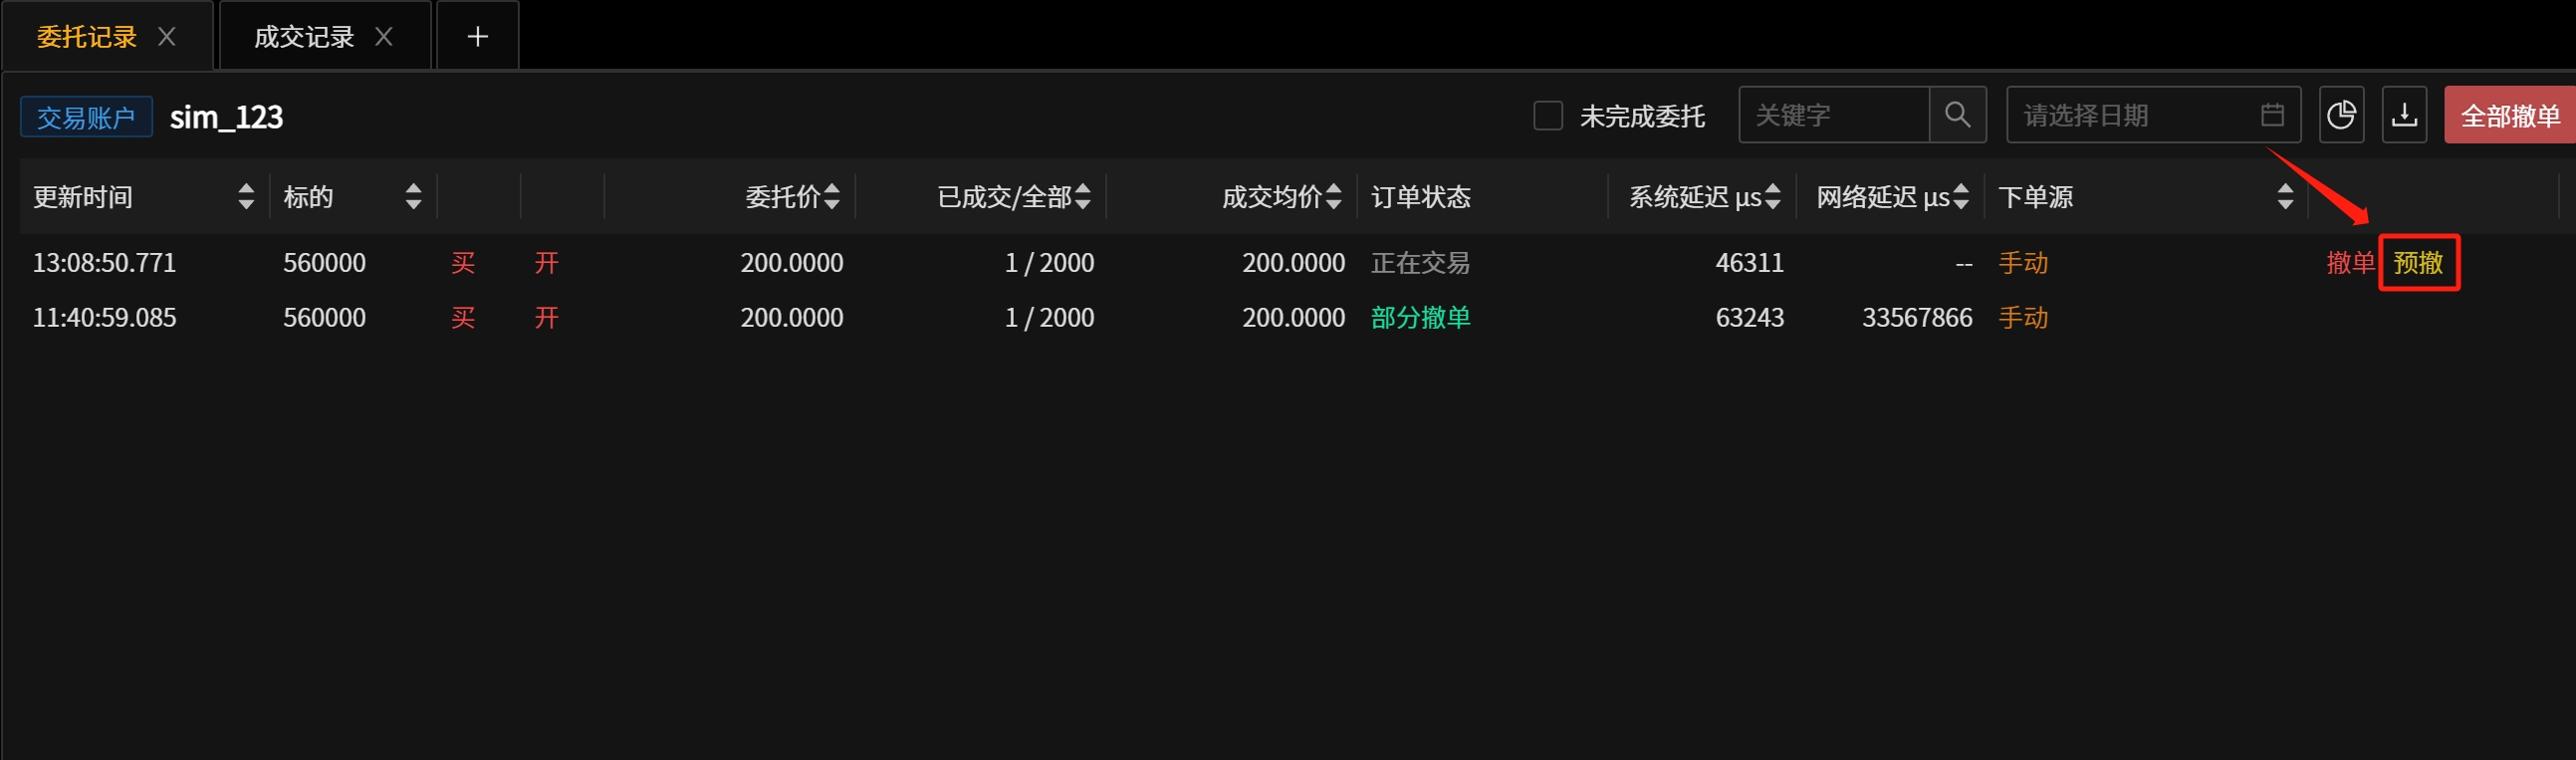 委托记录 X 成交记录 X +
交易账户 sim_123 未完成委托 关键字 请选择日期 全部撤单
更新时间 标的 委托价 已成交/全部 成交均价 订单状态 系统延迟 μs 网络延迟 μs 下单源
13:08:50.771 560000 买 开 200.0000 1 / 2000 200.0000 正在交易 46311 -- 手动 撤单 预撤
11:40:59.085 560000 买 开 200.0000 1 / 2000 200.0000 部分撤单 63243 33567866 手动